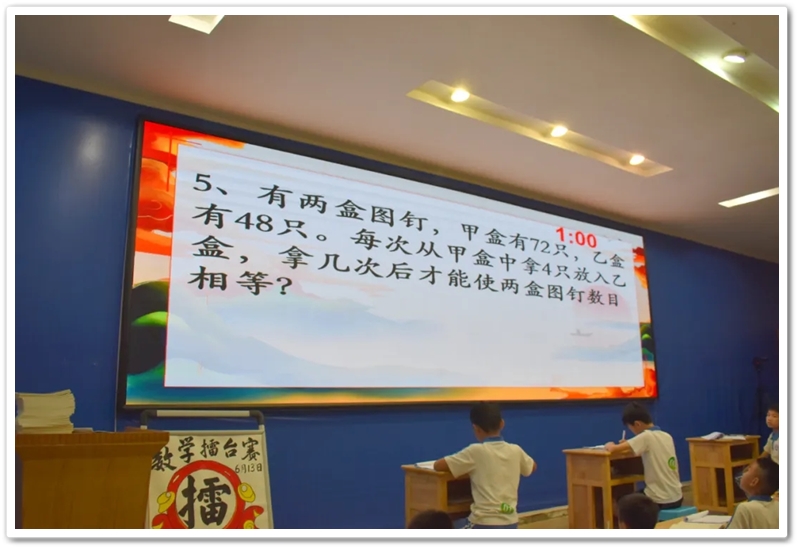 1:00
5、有两盒图钉，甲盒有72只，乙盒
有48只。每次从甲盒中拿4只放入乙
盒，拿几次后才能使两盒图钉数目
相等？
数学擂台赛
6月13日
擂